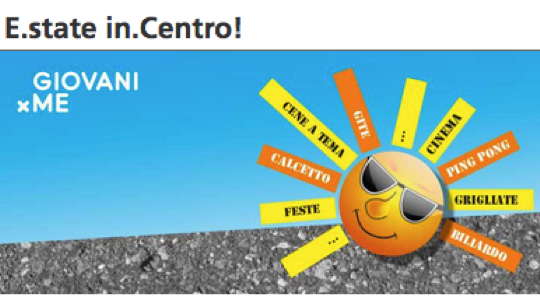 E.state in.Centro!
GIOVANI
xME
CENE A TEMA
GITE
...
CINEMA
CALCETTO
PING PONG
FESTE
GRIGLIATE
...
BILIARDO